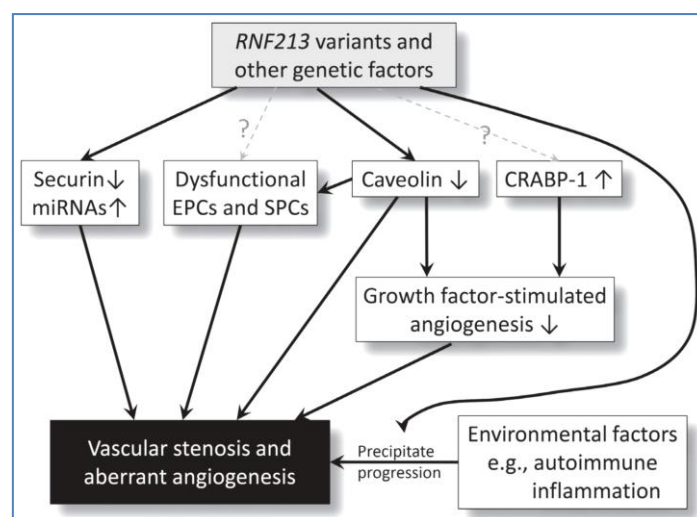 RNF213 variants and
other genetic factors
?
?
Securin↓
miRNAs↑
Dysfunctional
EPCs and SPCs
Caveolin ↓
CRABP-1 ↑
Growth factor-stimulated
angiogenesis ↓
Vascular stenosis and
aberrant angiogenesis
Precipitate
progression
Environmental factors
e.g., autoimmune
inflammation